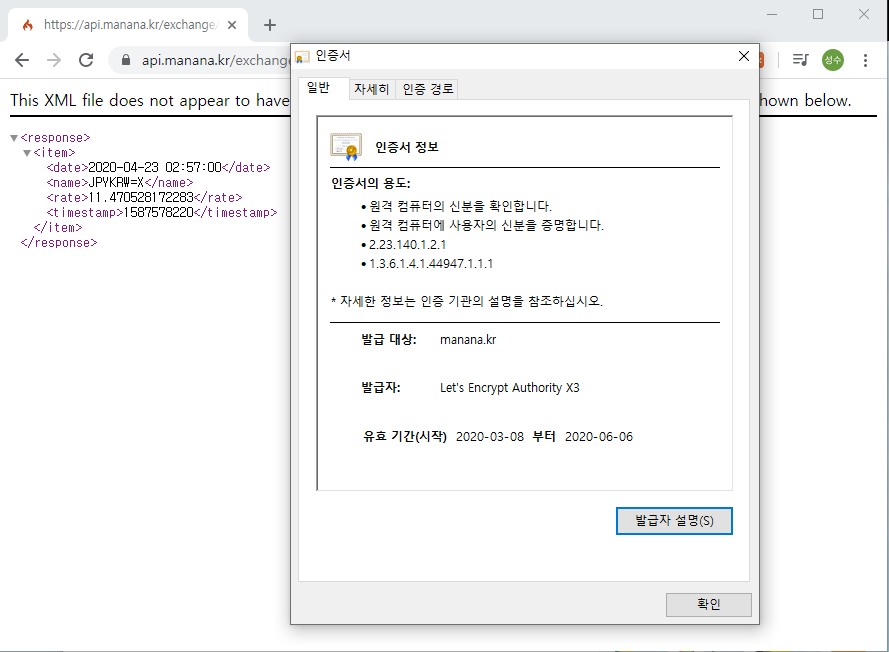 https://api.manana.kr/exchange
https://api.manana.kr/exchange
성수
This XML file does not appear to have
hown below.
<response>
<item>
<date>2020-04-23 02:57:00</date>
<name>JPYKRW=X</name>
<rate>11.470528172283</rate>
<timestamp>1587578220</timestamp>
</item>
</response>
인증서
일반 자세히 인증 경로
인증서 정보
인증서의 용도:
• 원격 컴퓨터의 신분을 확인합니다.
• 원격 컴퓨터에 사용자의 신분을 증명합니다.
• 2.23.140.1.2.1
• 1.3.6.1.4.1.44947.1.1.1
* 자세한 정보는 인증 기관의 설명을 참조하십시오.
발급 대상: manana.kr
발급자: Let's Encrypt Authority X3
유효 기간(시작) 2020-03-08 부터 2020-06-06
발급자 설명(S)
확인